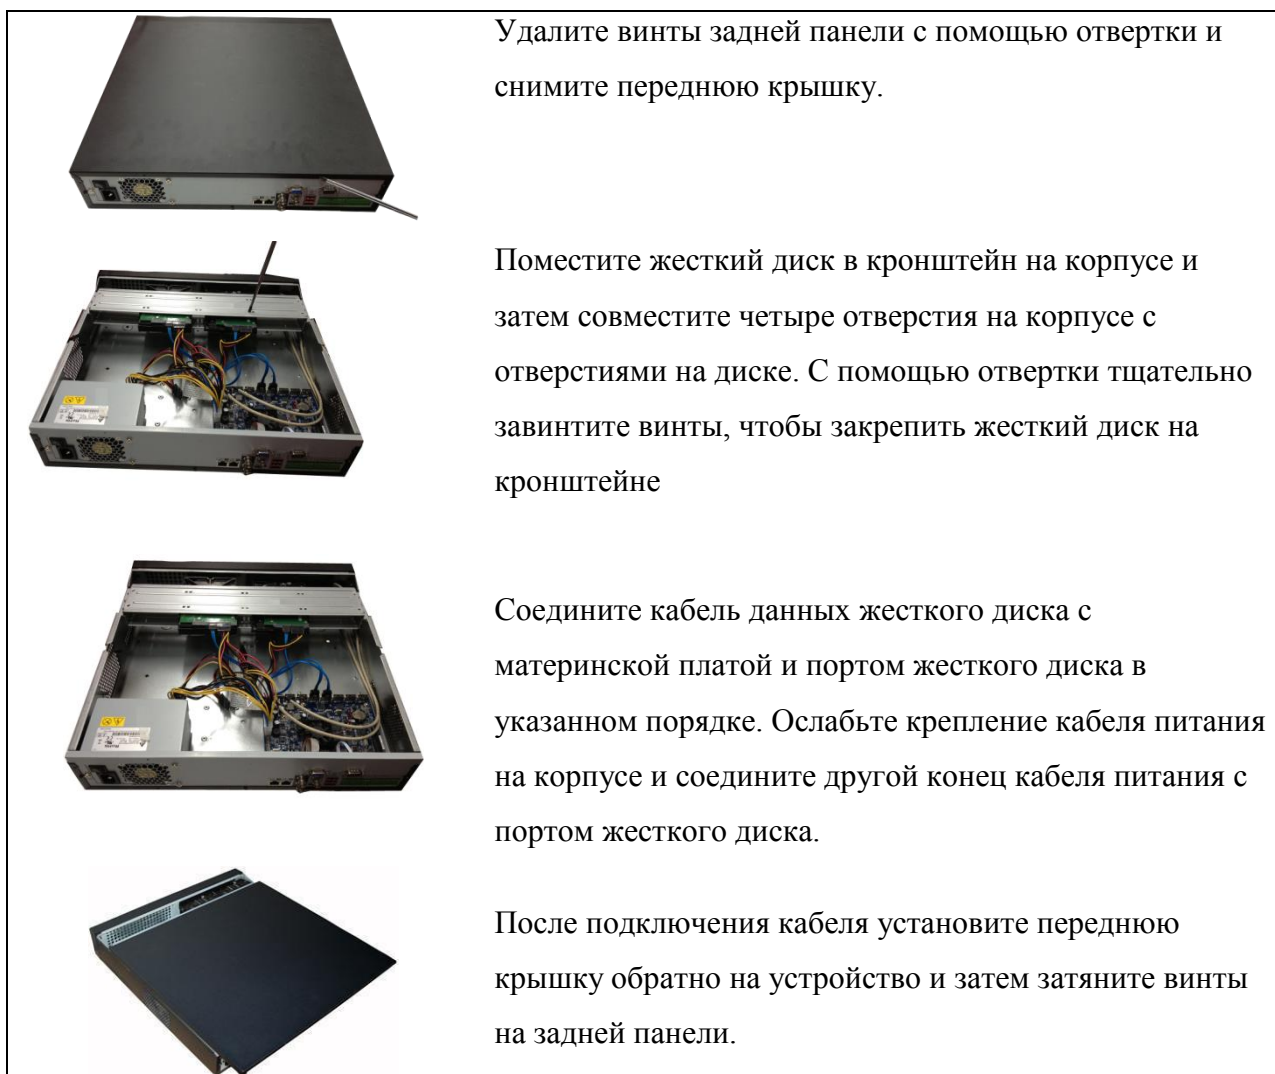 Удалите винты задней панели с помощью отвертки и
снимите переднюю крышку.
Поместите жесткий диск в кронштейн на корпусе и
затем совместите четыре отверстия на корпусе с
отверстиями на диске. С помощью отвертки тщательно
завинтите винты, чтобы закрепить жесткий диск на
кронштейне
Соедините кабель данных жесткого диска с
материнской платой и портом жесткого диска в
указанном порядке. Ослабьте крепление кабеля питания
на корпусе и соедините другой конец кабеля питания с
портом жесткого диска.
После подключения кабеля установите переднюю
крышку обратно на устройство и затем затяните винты
на задней панели.